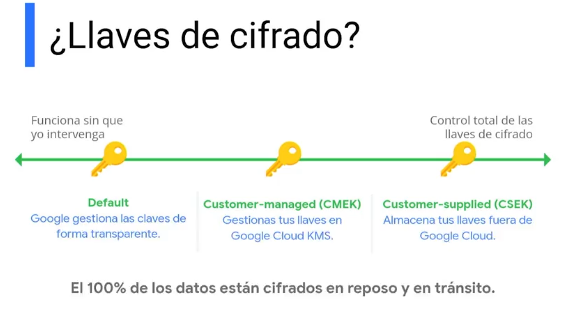 ¿Llaves de cifrado?
Funciona sin que
yo intervenga
Control total de las
llaves de cifrado
Default
Google gestiona las claves de
forma transparente.
Customer-managed (CMEK)
Gestionas tus llaves en
Google Cloud KMS.
Customer-supplied (CSEK)
Almacena tus llaves fuera de
Google Cloud.
El 100% de los datos están cifrados en reposo y en tránsito.